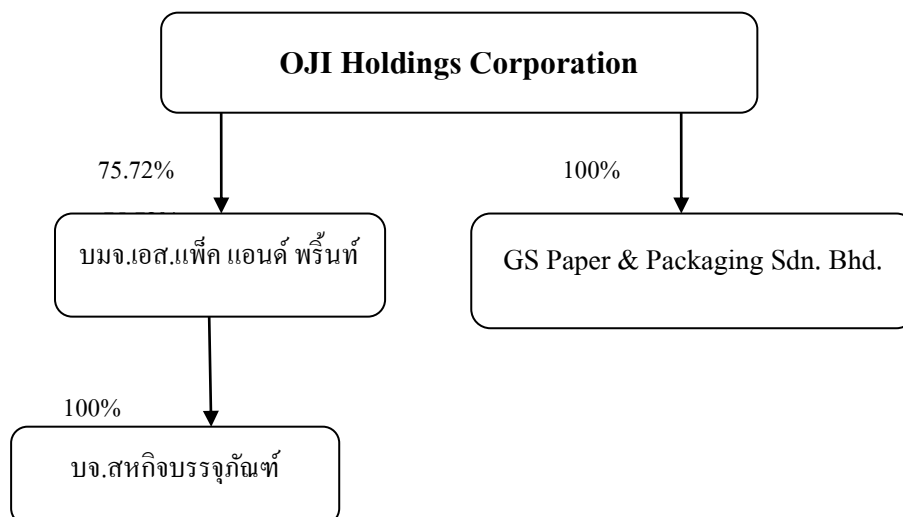 OJI Holdings Corporation
75.72%
100%
บมจ.เอส.แพ็ค แอนด์ พริ้นท์
GS Paper & Packaging Sdn. Bhd.
100%
บจ.สหกิจบรรจุภัณฑ์